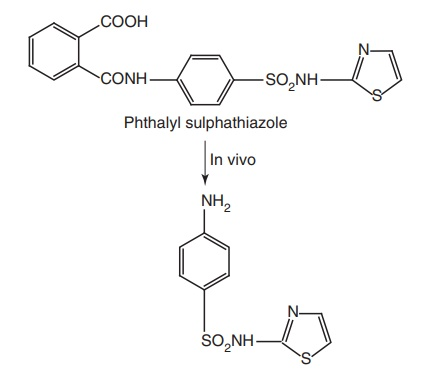 COOH
CONH
SO₂NH
N
S
Phthalyl sulphathiazole
In vivo
NH₂
SO₂NH
N
S